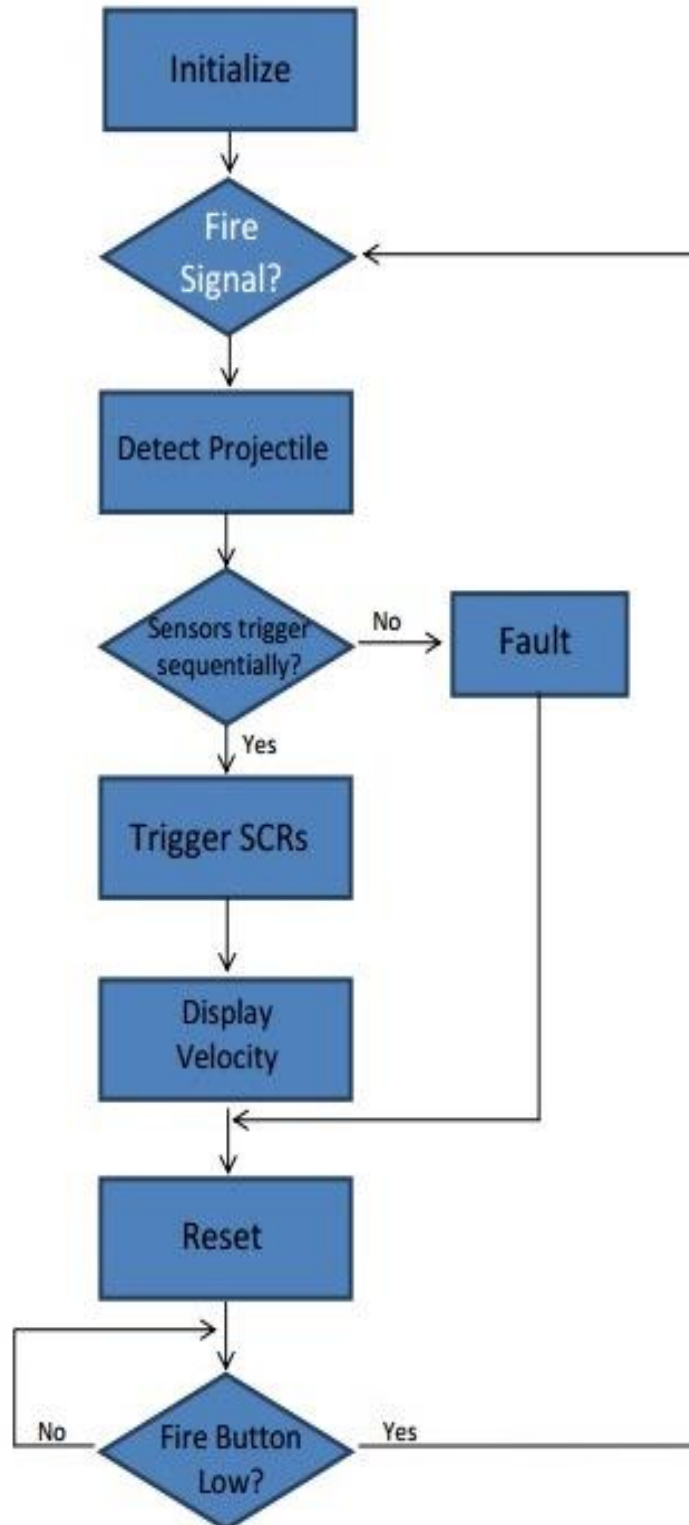 Initialize
Fire
Signal?
Detect Projectile
Sensors trigger
sequentially?
No
Fault
Yes
Trigger SCRs
Display
Velocity
Reset
No
Fire Button
Low?
Yes